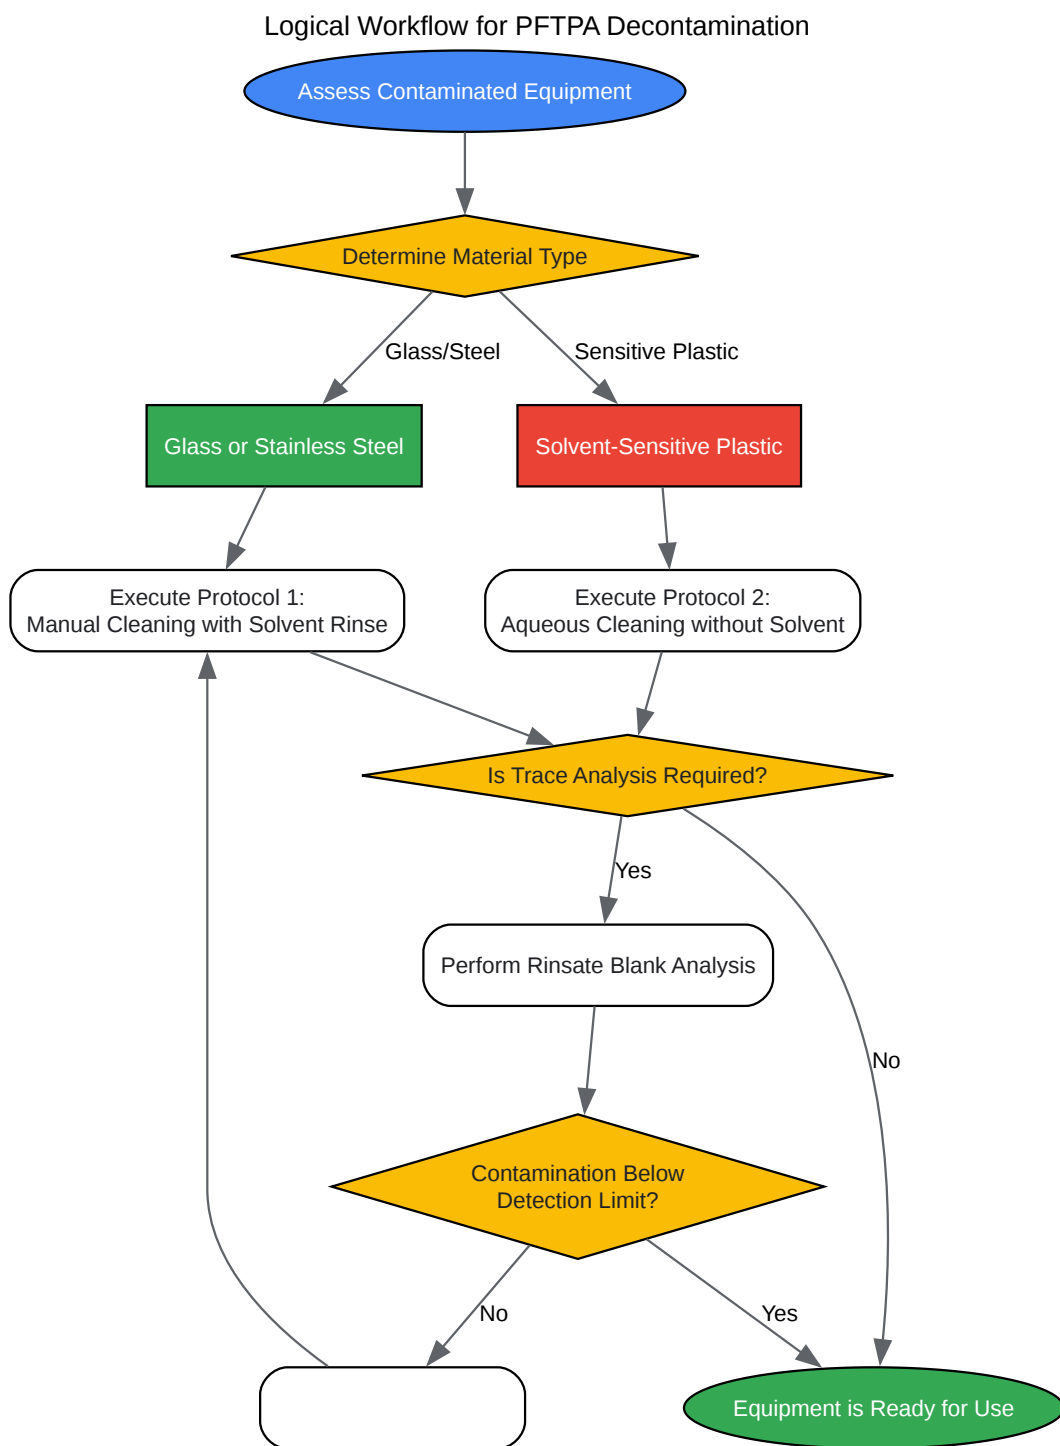 Logical Workflow for PFTPA Decontamination
Assess Contaminated Equipment
Determine Material Type
Glass/Steel
Sensitive Plastic
Glass or Stainless Steel
Solvent-Sensitive Plastic
Execute Protocol 1:
Manual Cleaning with Solvent Rinse
Execute Protocol 2:
Aqueous Cleaning without Solvent
Is Trace Analysis Required?
Yes
Perform Rinsate Blank Analysis
No
Contamination Below
Detection Limit?
No
Yes
Equipment is Ready for Use